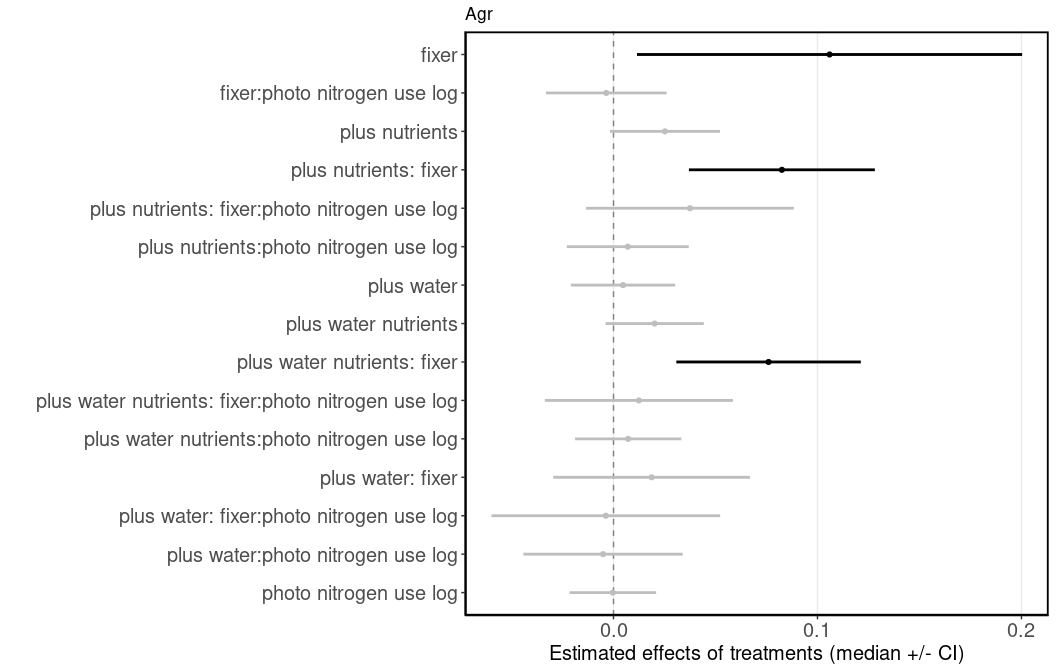 Agr
fixer
fixer:photo nitrogen use log
plus nutrients
plus nutrients: fixer
plus nutrients: fixer:photo nitrogen use log
plus nutrients:photo nitrogen use log
plus water
plus water nutrients
plus water nutrients: fixer
plus water nutrients: fixer:photo nitrogen use log
plus water nutrients:photo nitrogen use log
plus water: fixer
plus water: fixer:photo nitrogen use log
plus water:photo nitrogen use log
photo nitrogen use log
0.0 0.1 0.2
Estimated effects of treatments (median +/- CI)